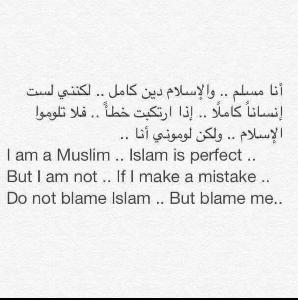 أنا مسلم .. والإسلام دين كامل .. لكنني لست
إنساناً كاملًا .. إذا ارتكبت خطأً .. فلا تلوموا
الإسلام .. ولكن لوموني أنا ..
I am a Muslim .. Islam is perfect ..
But I am not .. If I make a mistake ..
Do not blame Islam .. But blame me..